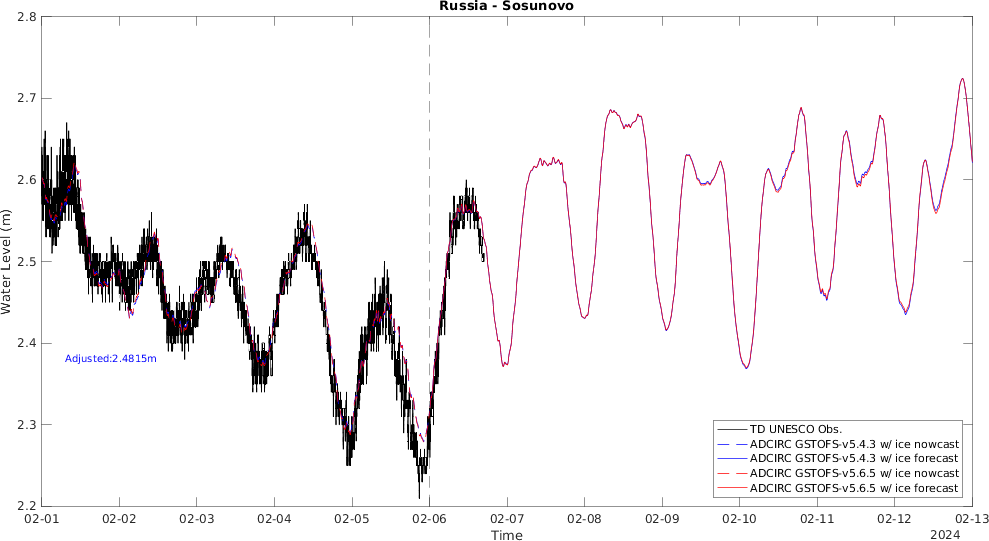 Russia - Sosunovo
2.8
2.7
2.6
2.5
2.4
2.3
2.2
Water Level (m)
Adjusted:2.4815m
TD UNESCO Obs.
ADCIRC GSTOFS-v5.4.3 w/ ice nowcast
ADCIRC GSTOFS-v5.4.3 w/ ice forecast
ADCIRC GSTOFS-v5.6.5 w/ ice nowcast
ADCIRC GSTOFS-v5.6.5 w/ ice forecast
02-01 02-02 02-03 02-04 02-05 02-06 02-07 02-08 02-09 02-10 02-11 02-12 02-13
Time
2024